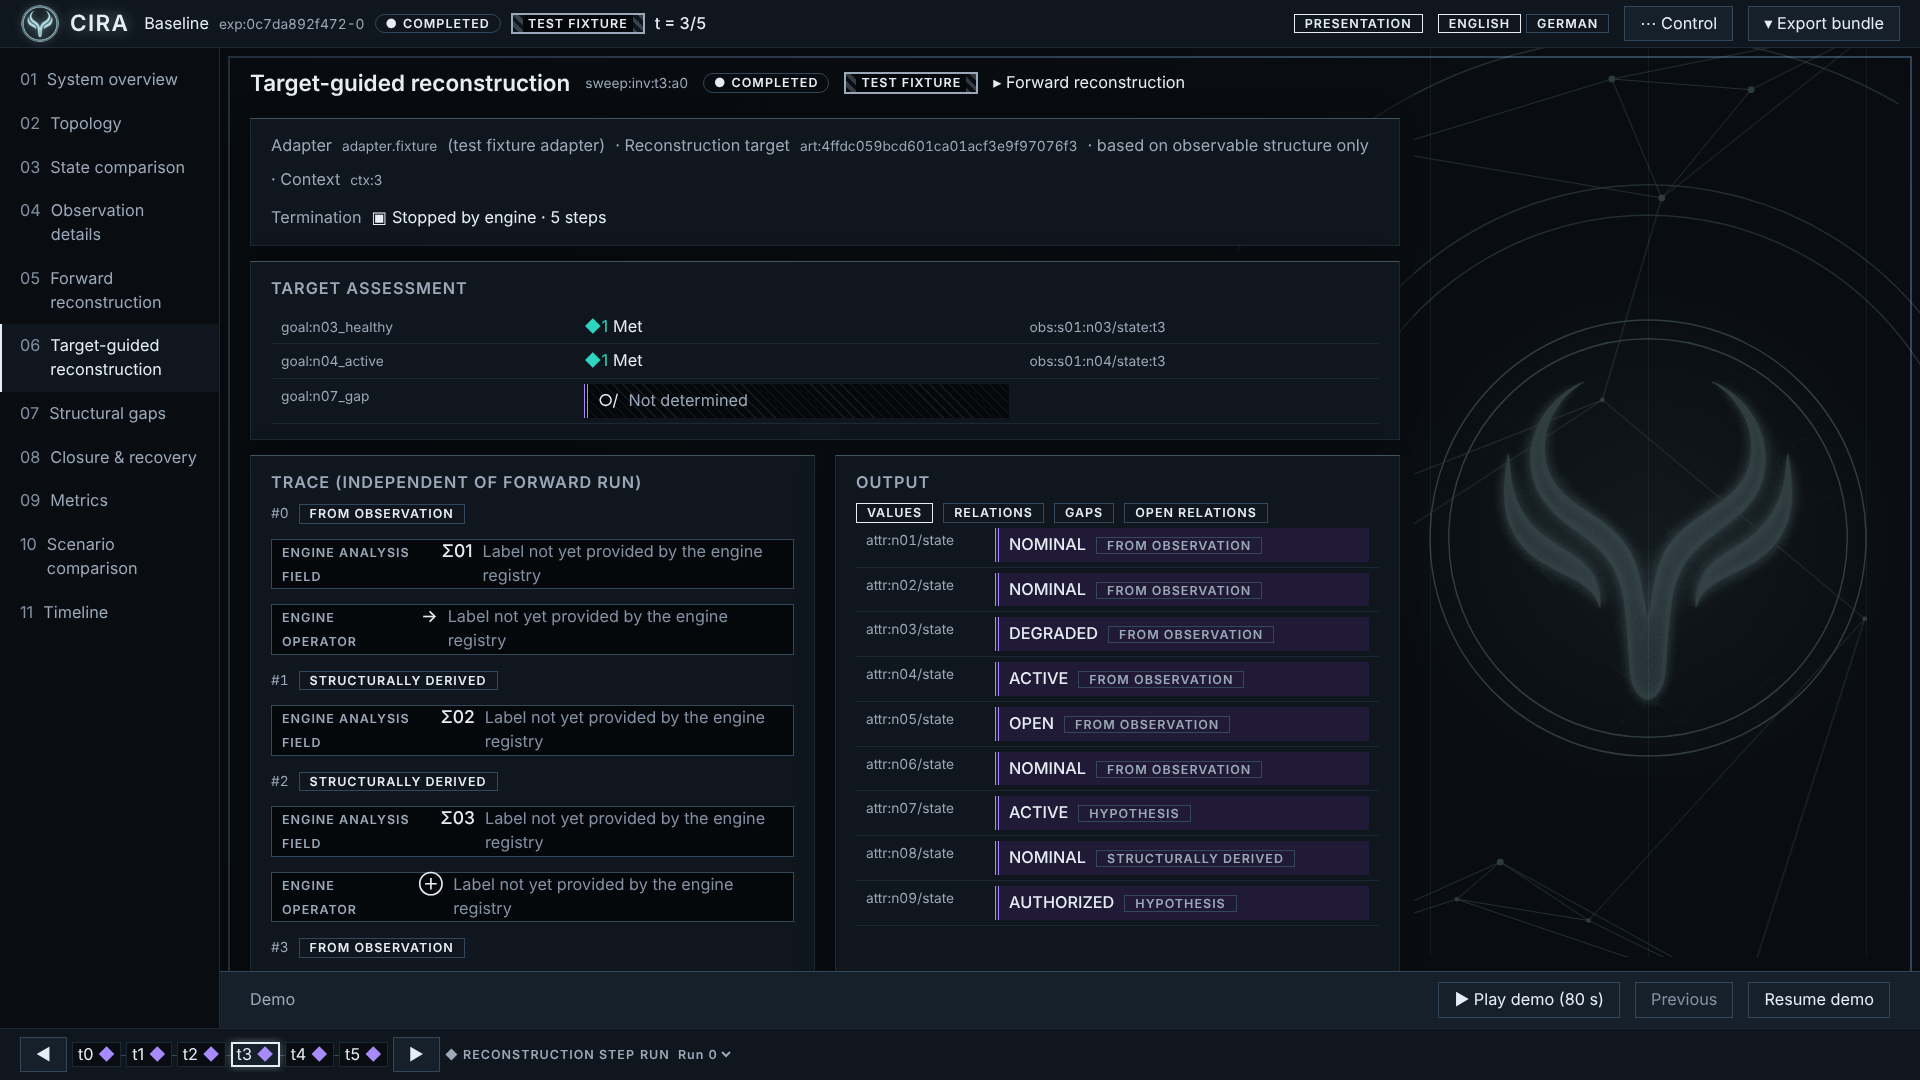 CIRA Baseline exp:0c7da892f472-0 ● COMPLETED TEST FIXTURE t = 3/5 PRESENTATION ENGLISH GERMAN ⋯ Control ▾ Export bundle
01 System overview
02 Topology
03 State comparison
04 Observation
details
05 Forward
reconstruction
06 Target-guided
reconstruction
07 Structural gaps
08 Closure & recovery
09 Metrics
10 Scenario
comparison
11 Timeline
Target-guided reconstruction sweep:inv:t3:a0 ● COMPLETED TEST FIXTURE ▸ Forward reconstruction
Adapter adapter.fixture (test fixture adapter) · Reconstruction target art:4ffdc059bcd601ca01acf3e9f97076f3 · based on observable structure only
· Context ctx:3
Termination ▣ Stopped by engine · 5 steps
TARGET ASSESSMENT
goal:n03_healthy ◆1 Met obs:s01:n03/state:t3
goal:n04_active ◆1 Met obs:s01:n04/state:t3
goal:n07_gap O/ Not determined
TRACE (INDEPENDENT OF FORWARD RUN)
#0 FROM OBSERVATION
ENGINE ANALYSIS FIELD Σ01 Label not yet provided by the engine registry
ENGINE OPERATOR → Label not yet provided by the engine registry
#1 STRUCTURALLY DERIVED
ENGINE ANALYSIS FIELD Σ02 Label not yet provided by the engine registry
#2 STRUCTURALLY DERIVED
ENGINE ANALYSIS FIELD Σ03 Label not yet provided by the engine registry
ENGINE OPERATOR ⊕ Label not yet provided by the engine registry
#3 FROM OBSERVATION
OUTPUT
VALUES RELATIONS GAPS OPEN RELATIONS
attr:n01/state NOMINAL FROM OBSERVATION
attr:n02/state NOMINAL FROM OBSERVATION
attr:n03/state DEGRADED FROM OBSERVATION
attr:n04/state ACTIVE FROM OBSERVATION
attr:n05/state OPEN FROM OBSERVATION
attr:n06/state NOMINAL FROM OBSERVATION
attr:n07/state ACTIVE HYPOTHESIS
attr:n08/state NOMINAL STRUCTURALLY DERIVED
attr:n09/state AUTHORIZED HYPOTHESIS
Demo ▶ Play demo (80 s) Previous Resume demo
◀ t0 ◆ t1 ◆ t2 ◆ t3 ◆ t4 ◆ t5 ◆ ▶ ◆ RECONSTRUCTION STEP RUN Run 0